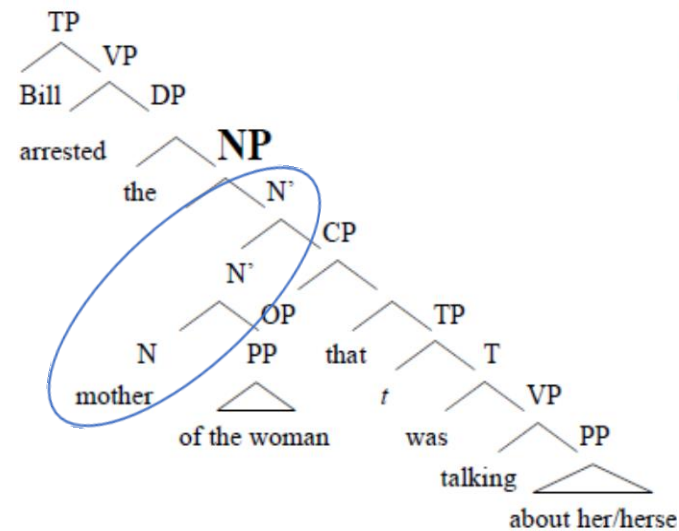 TP
VP
Bill DP
arrested NP
the N'
CP
N'
OP TP
N PP that T
mother t VP
of the woman was PP
talking
about her/herse